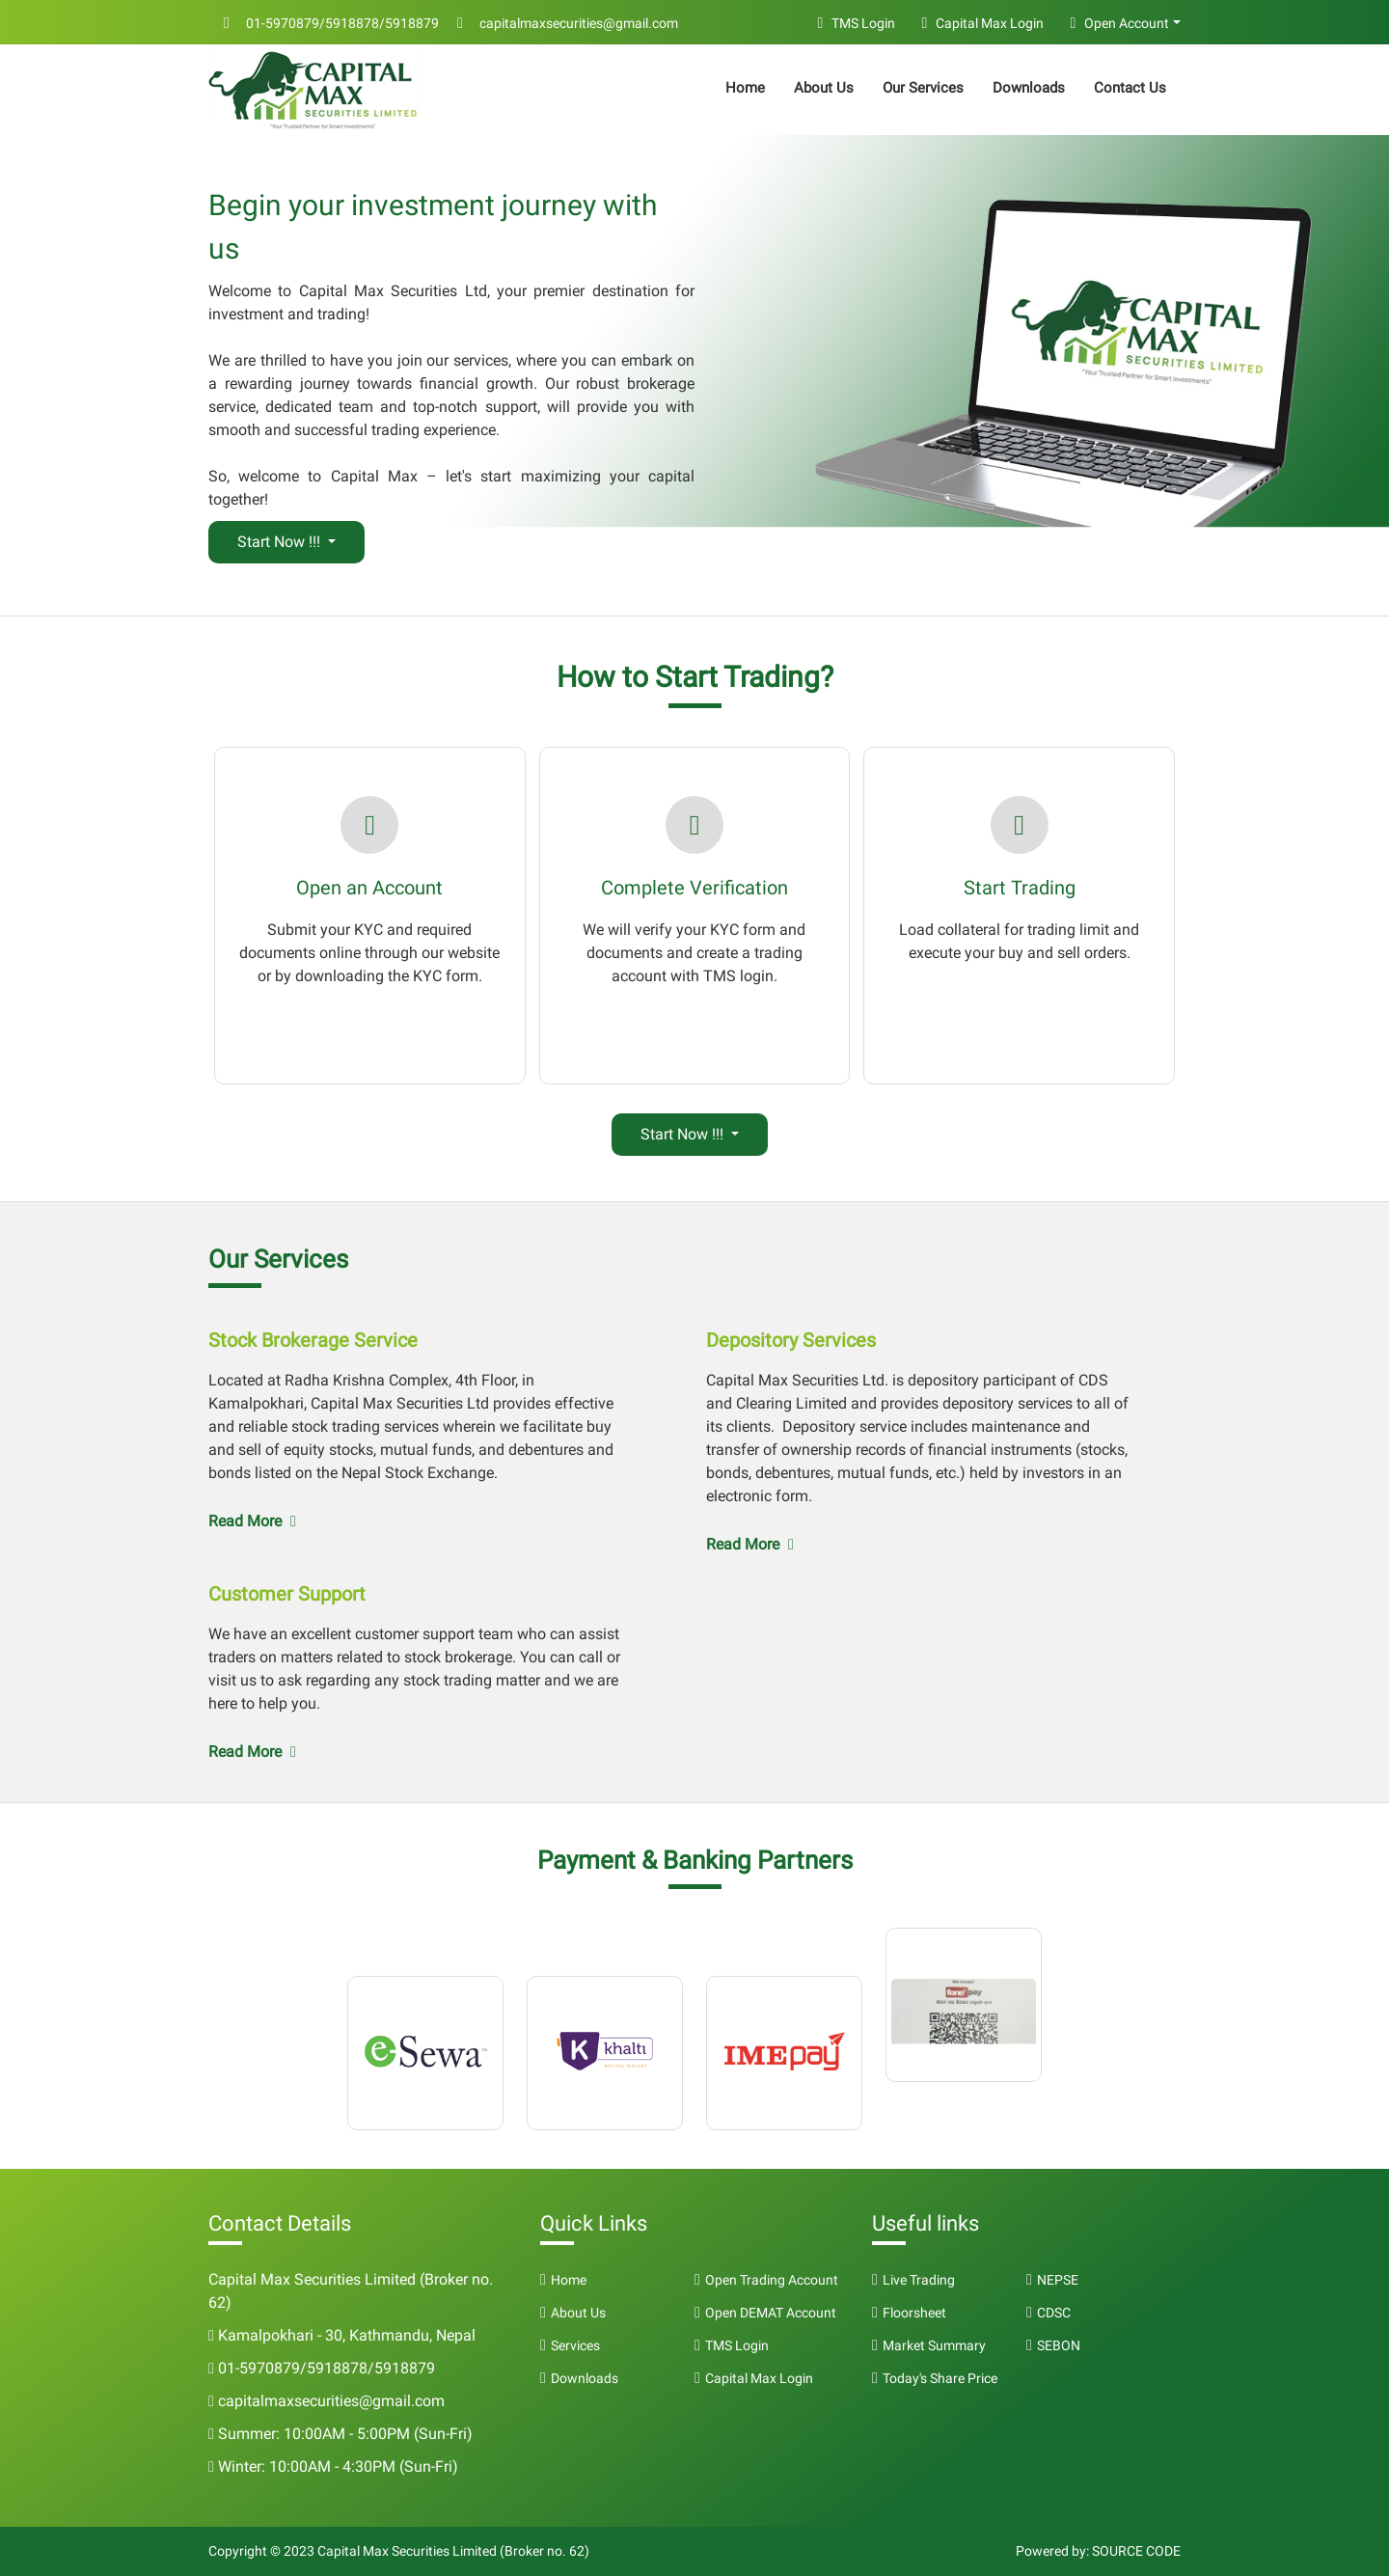 01-5970879/5918878/5918879 capitalmaxsecurities@gmail.com TMS Login Capital Max Login Open Account
CAPITAL
MAX
SECURITIES LIMITED
"Your Trusted Partner for Smart Investments"
Home About Us Our Services Downloads Contact Us
Begin your investment journey with
us
Welcome to Capital Max Securities Ltd, your premier destination for
investment and trading!
We are thrilled to have you join our services, where you can embark on
a rewarding journey towards financial growth. Our robust brokerage
service, dedicated team and top-notch support, will provide you with
smooth and successful trading experience.
So, welcome to Capital Max – let's start maximizing your capital
together!
Start Now !!!
CAPITAL
MAX
SECURITIES LIMITED
"Your Trusted Partner for Smart Investments"
How to Start Trading?
Open an Account
Submit your KYC and required
documents online through our website
or by downloading the KYC form.
Complete Verification
We will verify your KYC form and
documents and create a trading
account with TMS login.
Start Trading
Load collateral for trading limit and
execute your buy and sell orders.
Start Now !!!
Our Services
Stock Brokerage Service
Located at Radha Krishna Complex, 4th Floor, in
Kamalpokhari, Capital Max Securities Ltd provides effective
and reliable stock trading services wherein we facilitate buy
and sell of equity stocks, mutual funds, and debentures and
bonds listed on the Nepal Stock Exchange.
Read More
Depository Services
Capital Max Securities Ltd. is depository participant of CDS
and Clearing Limited and provides depository services to all of
its clients.  Depository service includes maintenance and
transfer of ownership records of financial instruments (stocks,
bonds, debentures, mutual funds, etc.) held by investors in an
electronic form.
Read More
Customer Support
We have an excellent customer support team who can assist
traders on matters related to stock brokerage. You can call or
visit us to ask regarding any stock trading matter and we are
here to help you.
Read More
Payment & Banking Partners
eSewa™
khalti
DIGITAL WALLET
IMEpay
We Accept
fonepay
Contact Details
Capital Max Securities Limited (Broker no.
62)
Kamalpokhari - 30, Kathmandu, Nepal
01-5970879/5918878/5918879
capitalmaxsecurities@gmail.com
Summer: 10:00AM - 5:00PM (Sun-Fri)
Winter: 10:00AM - 4:30PM (Sun-Fri)
Quick Links
Home
About Us
Services
Downloads
Open Trading Account
Open DEMAT Account
TMS Login
Capital Max Login
Useful links
Live Trading
Floorsheet
Market Summary
Today's Share Price
NEPSE
CDSC
SEBON
Copyright © 2023 Capital Max Securities Limited (Broker no. 62)
Powered by: SOURCE CODE